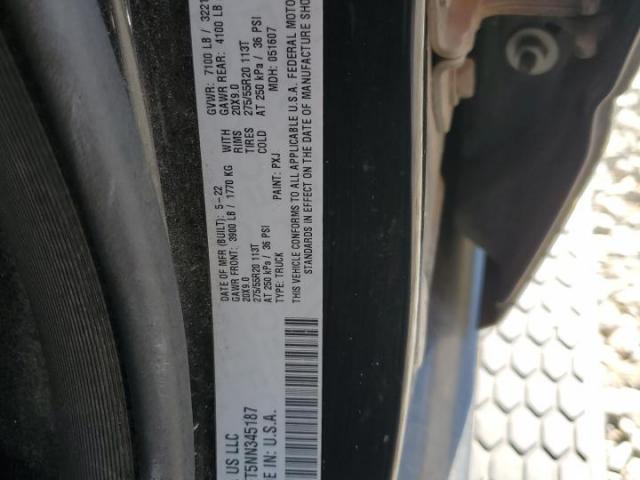 US LLC
DATE OF MFR (BUILT): 5-22 GVWR: 7100 LB / 3221
GAWR FRONT: 3900 LB / 1770 KG WITH GAWR REAR: 4100 LB
20X9.0 RIMS 20X9.0
275/55R20 113T TIRES 275/55R20 113T
AT 250 kPa / 36 PSI COLD AT 250 kPa / 36 PSI
TYPE: TRUCK PAINT: PXJ MDH: 051607
THIS VEHICLE CONFORMS TO ALL APPLICABLE U.S.A. FEDERAL MOTOR
STANDARDS IN EFFECT ON THE DATE OF MANUFACTURE SHO
T5NN345187
E IN: U.S.A.